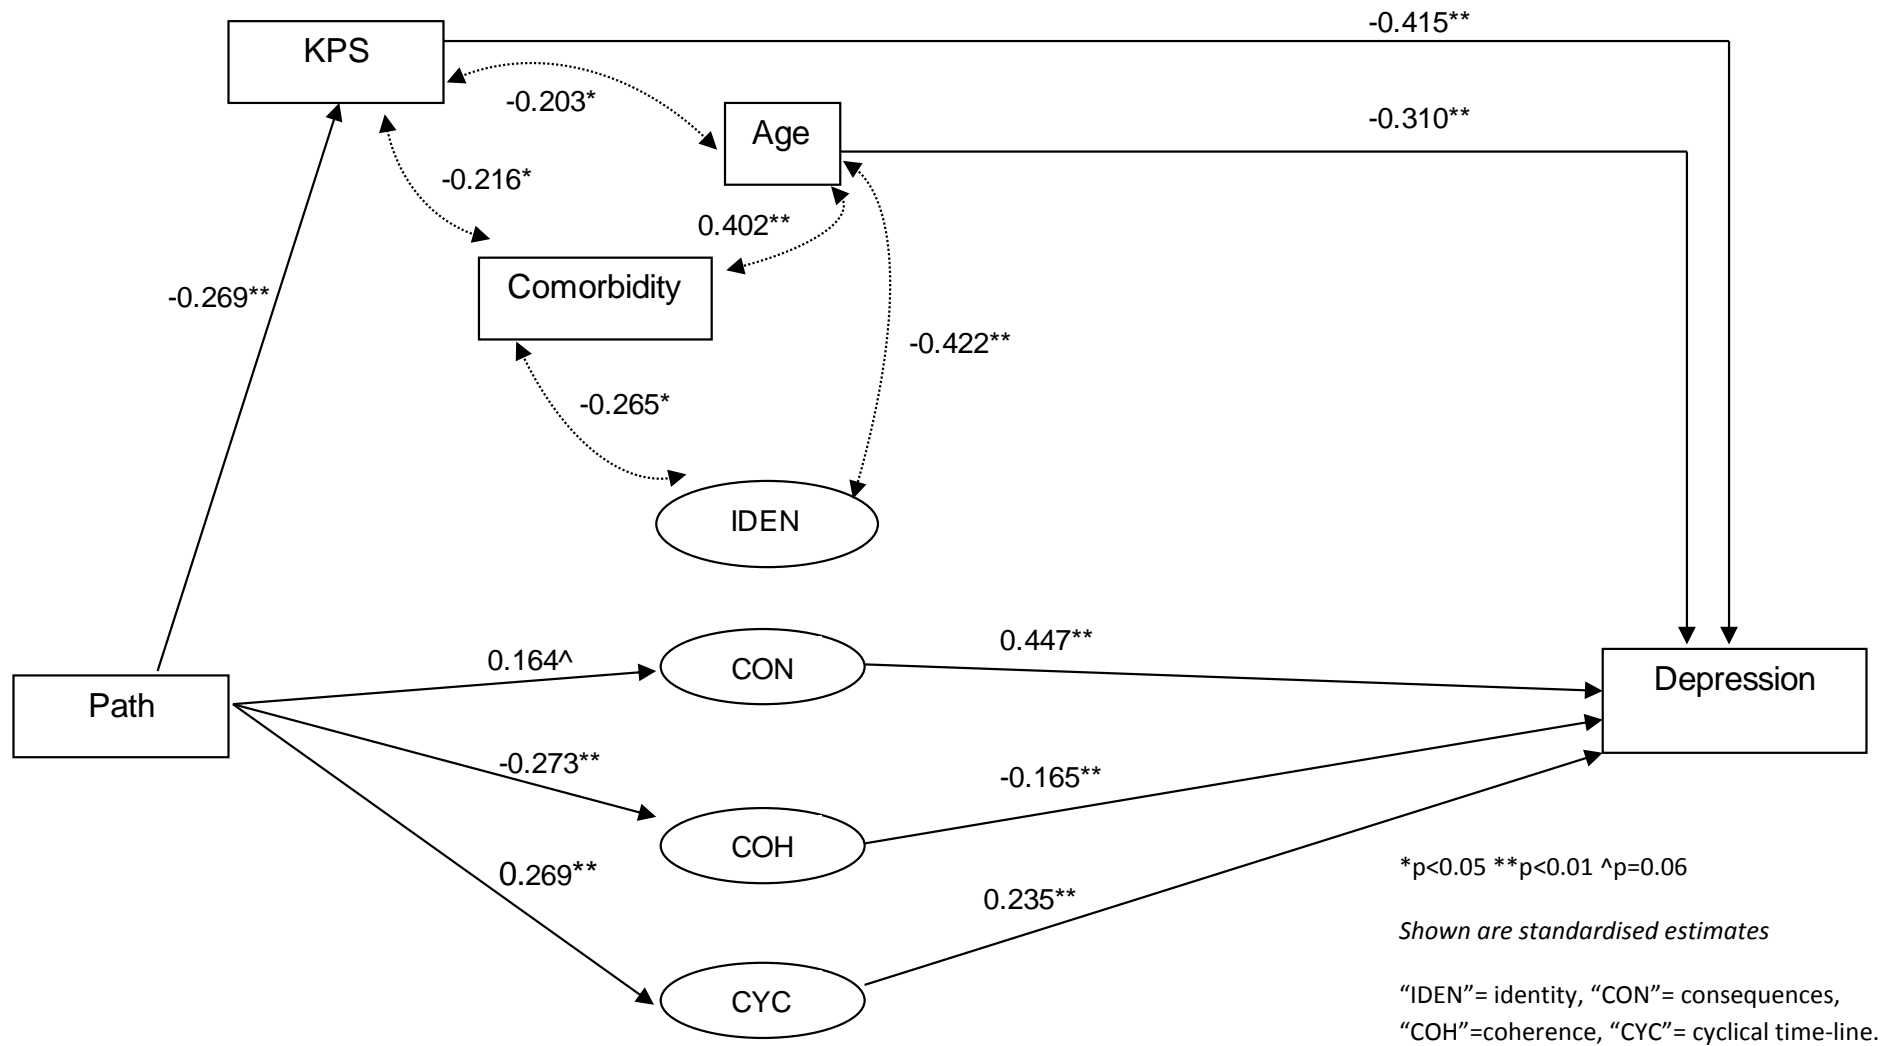 -0.415**
KPS
-0.203*
Age
-0.310**
-0.216*
0.402**
Comorbidity
-0.269**
-0.422**
-0.265*
IDEN
0.164^
CON
0.447**
Depression
Path
-0.273**
-0.165**
COH
0.269**
0.235**
CYC
*p<0.05 **p<0.01 ^p=0.06
Shown are standardised estimates
“IDEN”= identity, “CON”= consequences,
“COH”=coherence, “CYC”= cyclical time-line.